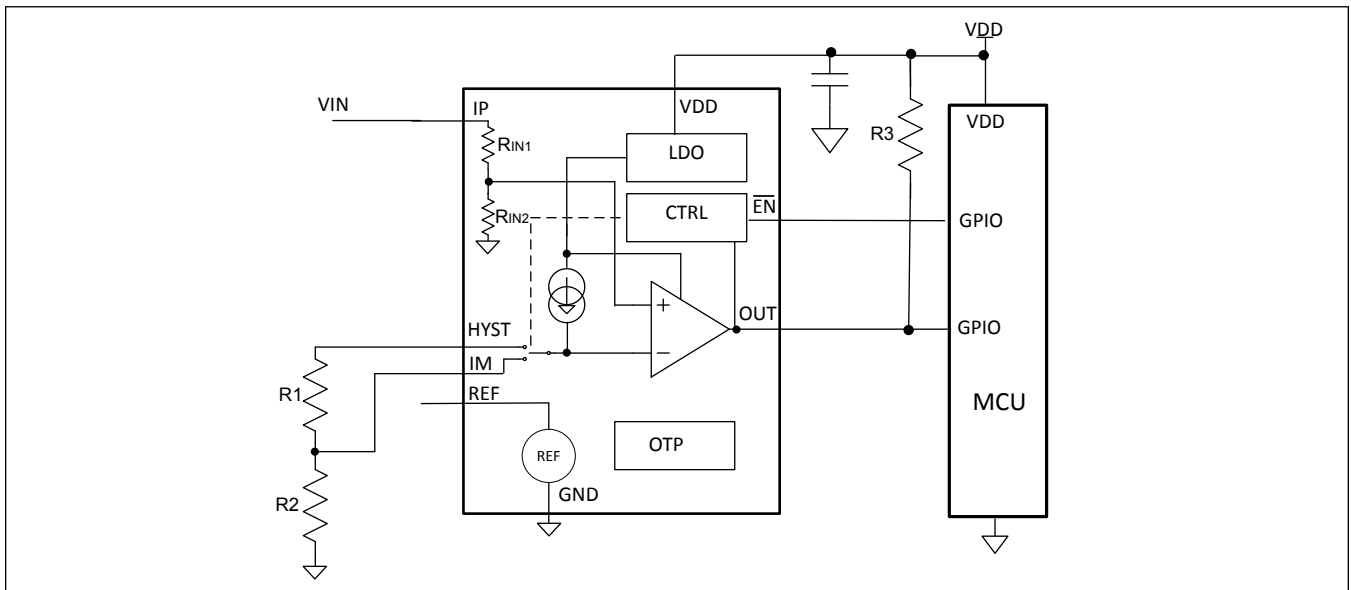 VDD
VIN
IP
VDD
VDD
RIN1
LDO
R3
RIN2
CTRL
EN
GPIO
HYST
OUT
GPIO
IM
R1
REF
MCU
REF
OTP
R2
GND